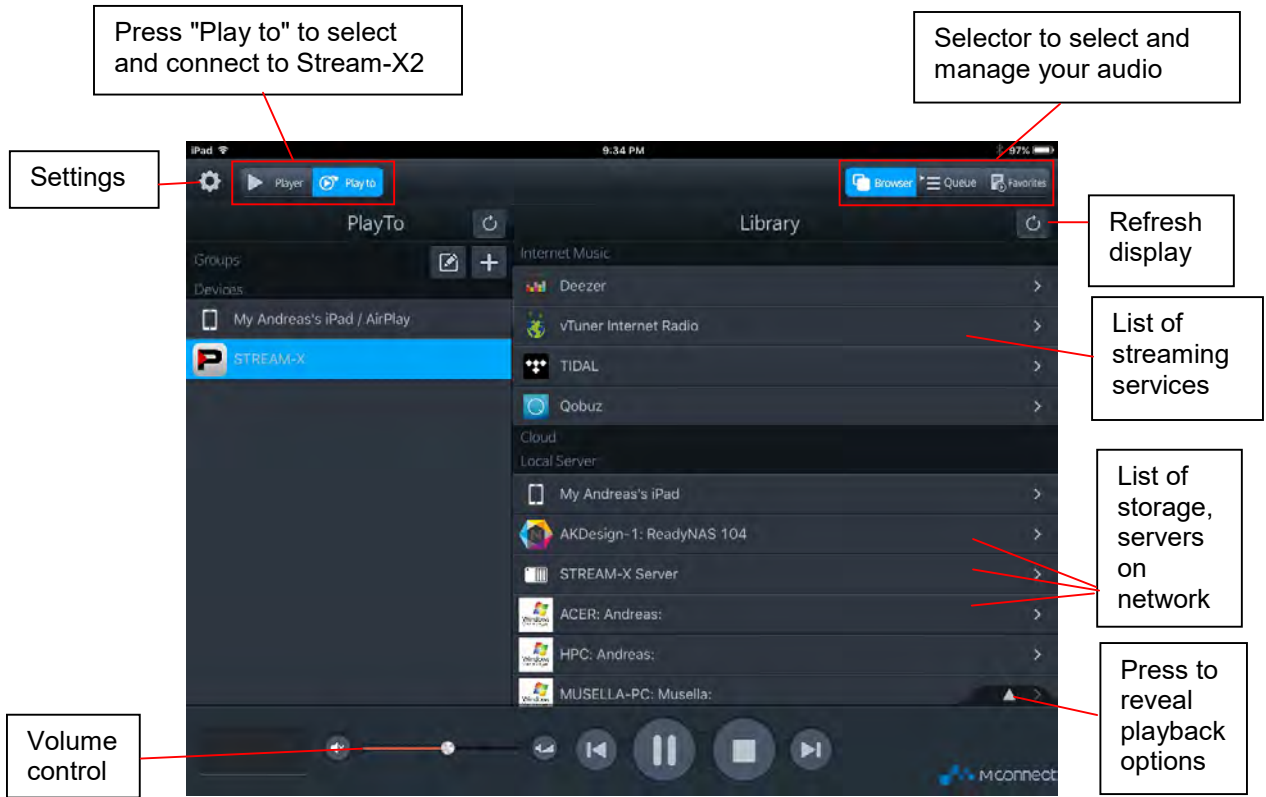 Press "Play to" to select
and connect to Stream-X2
Selector to select and
manage your audio
Settings
iPad
9:34 PM
97%
Player
Play to
Browser
Queue
Favorites
PlayTo
Library
Refresh
display
Groups
Devices
My Andreas's iPad / AirPlay
STREAM-X
Internet Music
Deezer
vTuner Internet Radio
TIDAL
Qobuz
List of
streaming
services
Cloud
Local Server
My Andreas's iPad
AKDesign-1: ReadyNAS 104
STREAM-X Server
ACER: Andreas:
HPC: Andreas:
MUSELLA-PC: Musella:
List of
storage,
servers
on
network
Press to
reveal
playback
options
Volume
control
Mconnect